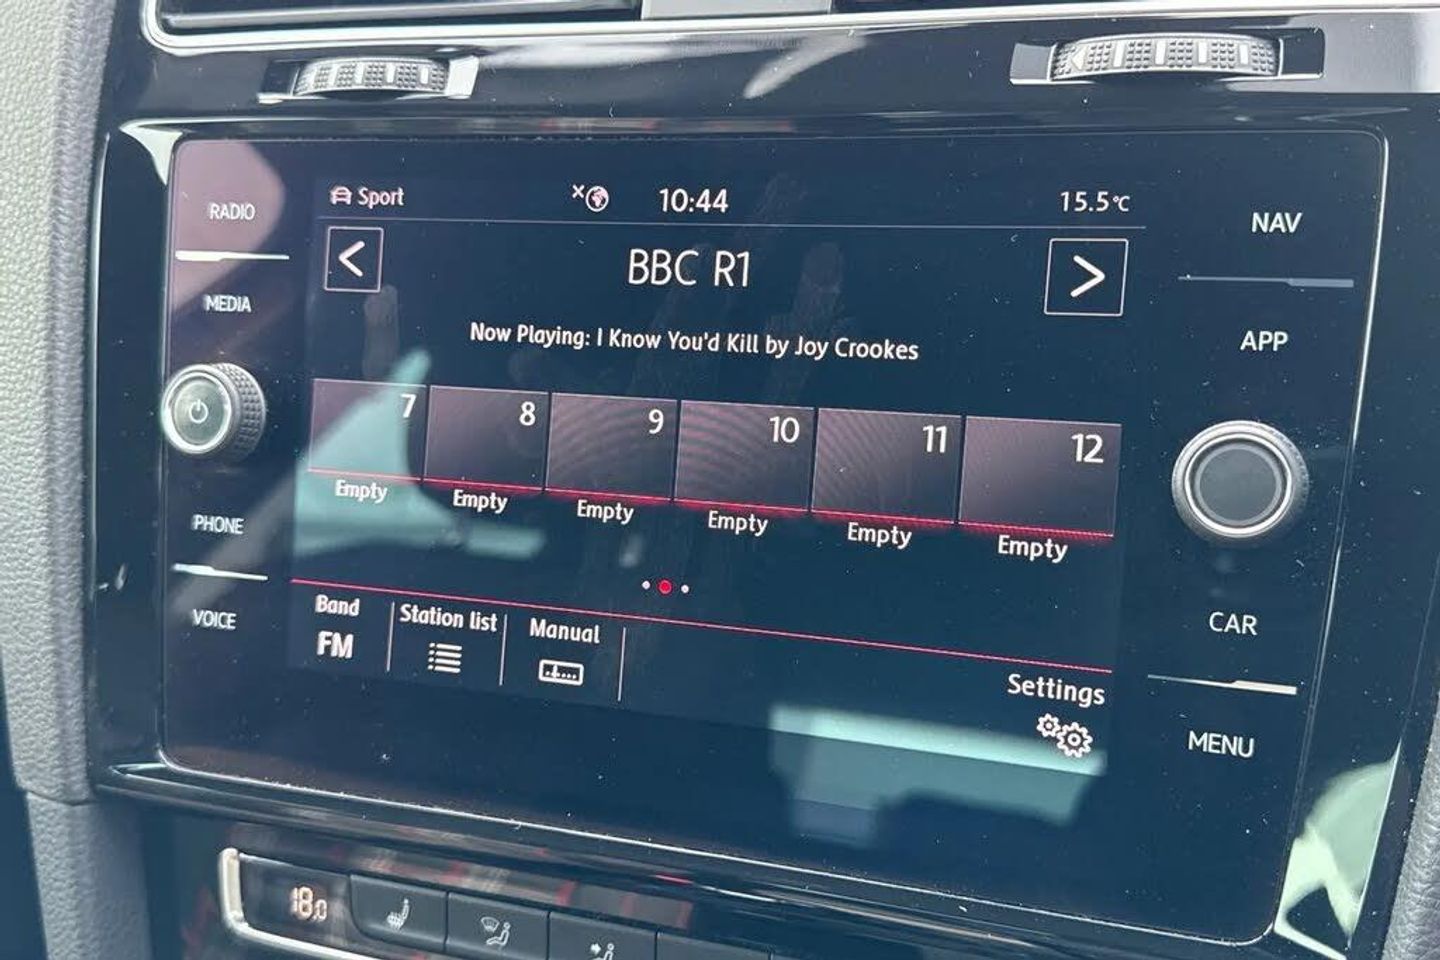 RADIO
MEDIA
PHONE
VOICE
Sport
10:44
15.5°C
BBC R1
Now Playing: I Know You'd Kill by Joy Crookes
7
8
9
10
11
12
Empty
Empty
Empty
Empty
Empty
Empty
Band
FM
Station list
Manual
Settings
NAV
APP
CAR
MENU
18.0